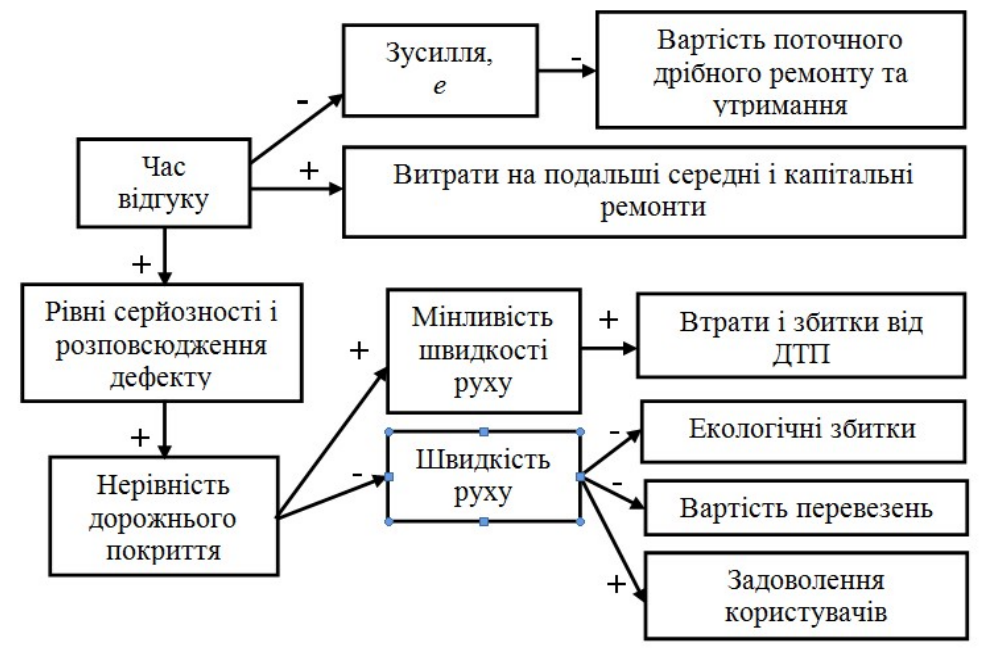 Зусилля,
e
-
Вартість поточного
дрібного ремонту та
утримання
-
Час
відгуку
+
Витрати на подальші середні і капітальні
ремонти
+
Рівні серйозності і
розповсюдження
дефекту
+
Мінливість
швидкості
руху
+
Втрати і збитки від
ДТП
+
Нерівність
дорожнього
покриття
-
Швидкість
руху
-
Екологічні збитки
-
Вартість перевезень
+
Задоволення
користувачів